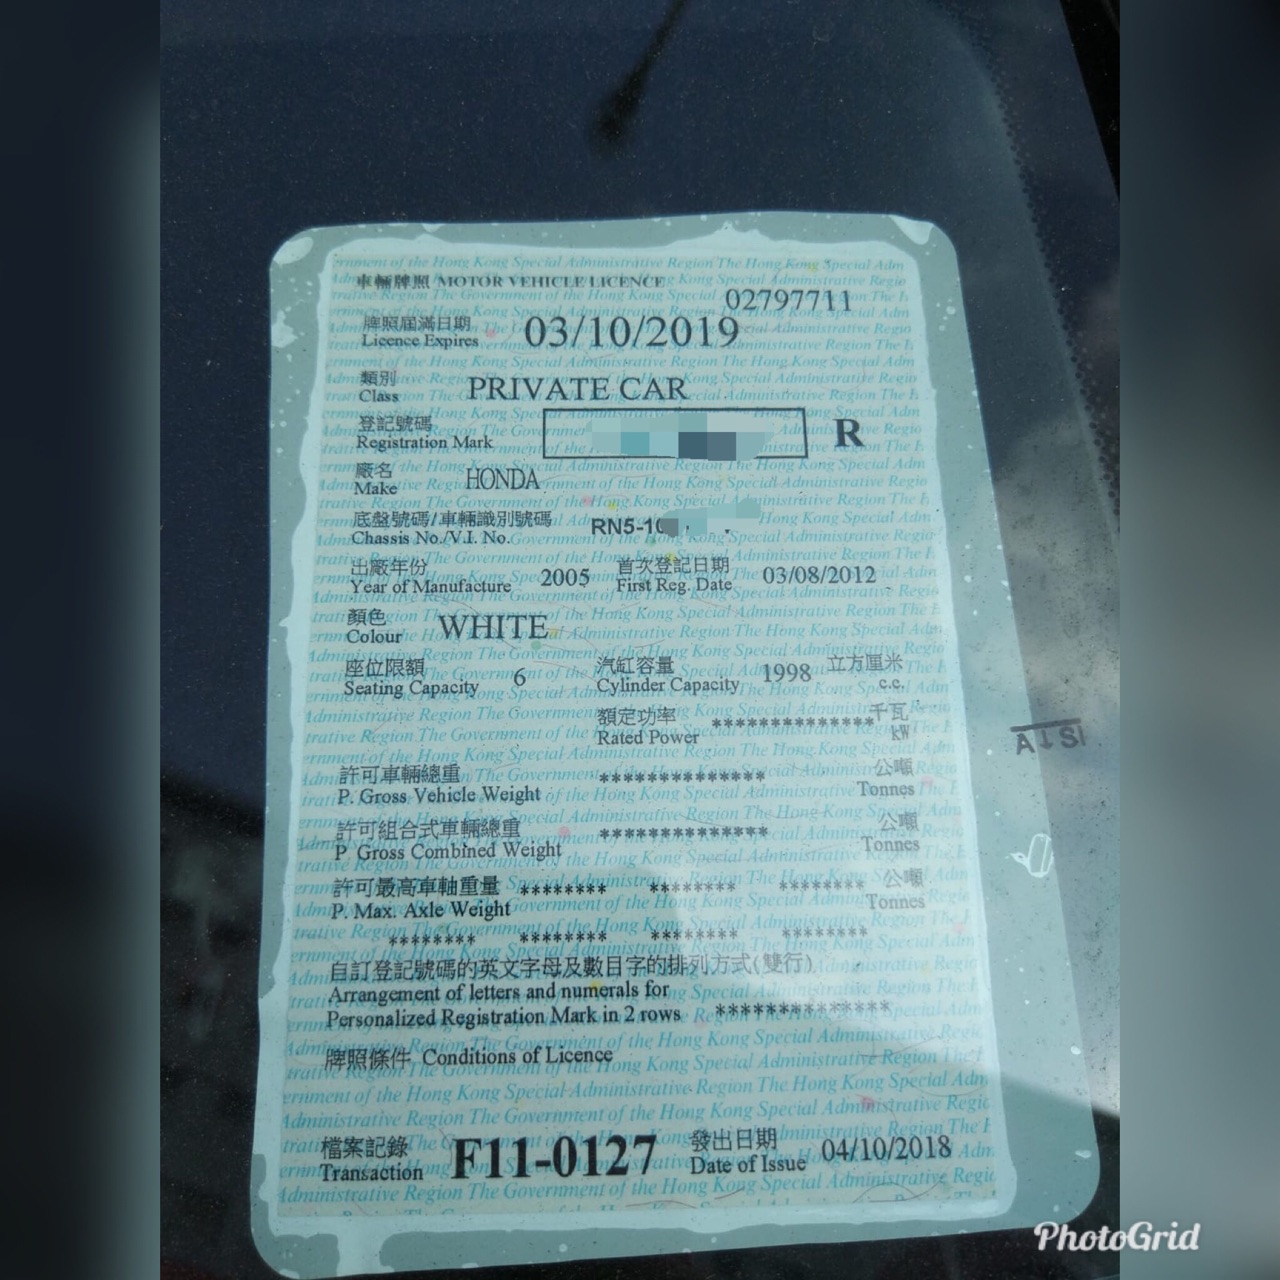 車輛牌照 MOTOR VEHICLE LICENCE
02797711
牌照屆滿日期 03/10/2019
Licence Expires
類別 PRIVATE CAR
Class
登記號碼 R
Registration Mark
廠名 HONDA
Make
底盤號碼/車輛識別號碼 RN5-10
Chassis No./V.I. No.
出廠年份 2005 首次登記日期 03/08/2012
Year of Manufacture First Reg. Date
顏色 WHITE
Colour
座位限額 6 汽缸容量 1998 立方厘米
Seating Capacity Cylinder Capacity c.c.
額定功率 ************** 千瓦
Rated Power kW
許可車輛總重 ************** 公噸
P. Gross Vehicle Weight Tonnes
許可組合式車輛總重 ************** 公噸
P Gross Combined Weight Tonnes
許可最高車軸重量 ******** ******** ******** 公噸
P. Max. Axle Weight Tonnes
******** ******** ******** ********
自訂登記號碼的英文字母及數目字的排列方式(雙行)
Arrangement of letters and numerals for
Personalized Registration Mark in 2 rows **************
牌照條件 Conditions of Licence
檔案記錄 F11-0127 發出日期 04/10/2018
Transaction Date of Issue
PhotoGrid